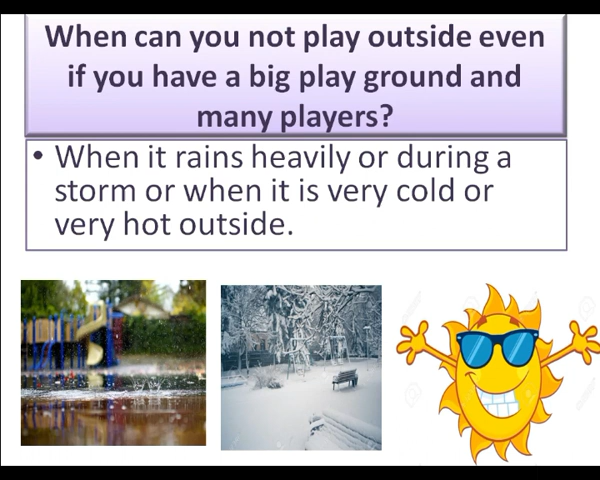 When can you not play outside even
if you have a big play ground and
many players?
• When it rains heavily or during a
storm or when it is very cold or
very hot outside.